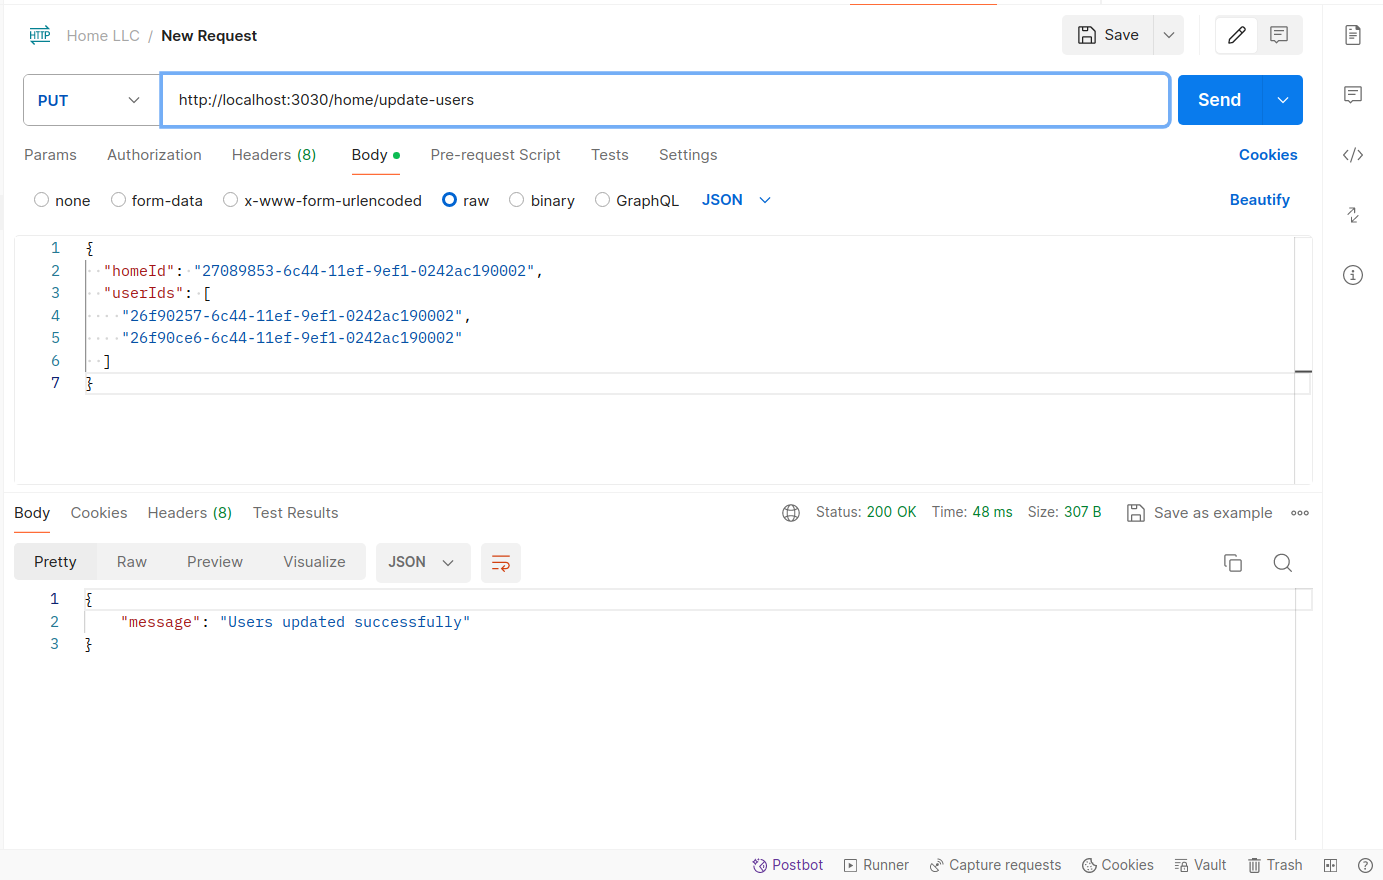 HTTP Home LLC / New Request Save
PUT http://localhost:3030/home/update-users Send
Params Authorization Headers (8) Body Pre-request Script Tests Settings Cookies
none form-data x-www-form-urlencoded raw binary GraphQL JSON Beautify
1 {
2 "homeId": "27089853-6c44-11ef-9ef1-0242ac190002",
3 "userIds": [
4 "26f90257-6c44-11ef-9ef1-0242ac190002",
5 "26f90ce6-6c44-11ef-9ef1-0242ac190002"
6 ]
7 }
Body Cookies Headers (8) Test Results Status: 200 OK Time: 48 ms Size: 307 B Save as example
Pretty Raw Preview Visualize JSON
1 {
2 "message": "Users updated successfully"
3 }
Postbot Runner Capture requests Cookies Vault Trash